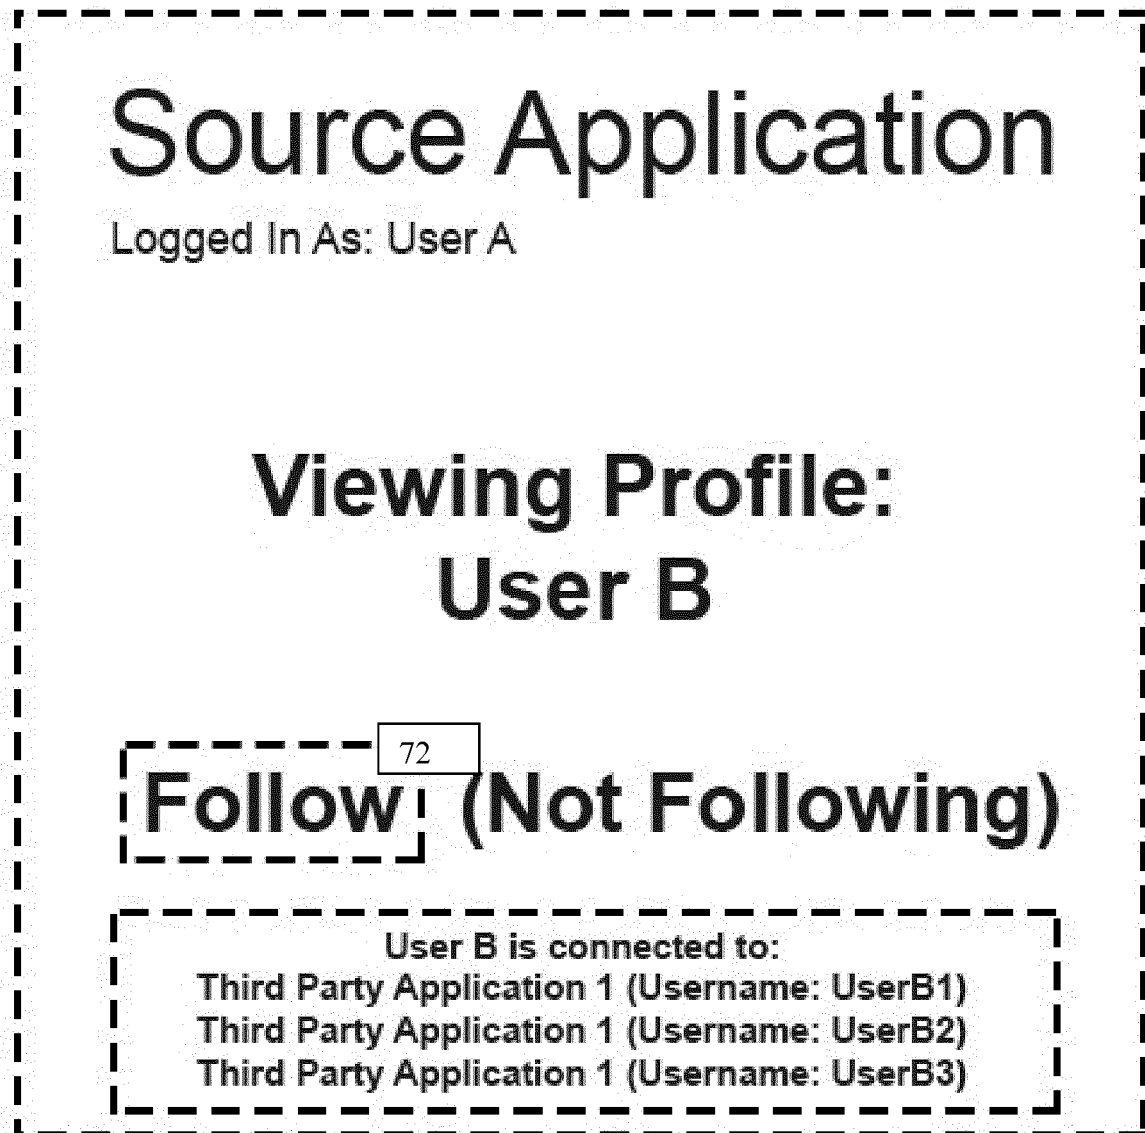 Source Application
Logged In As: User A
Viewing Profile:
User B
72
Follow (Not Following)
User B is connected to:
Third Party Application 1 (Username: UserB1)
Third Party Application 1 (Username: UserB2)
Third Party Application 1 (Username: UserB3)